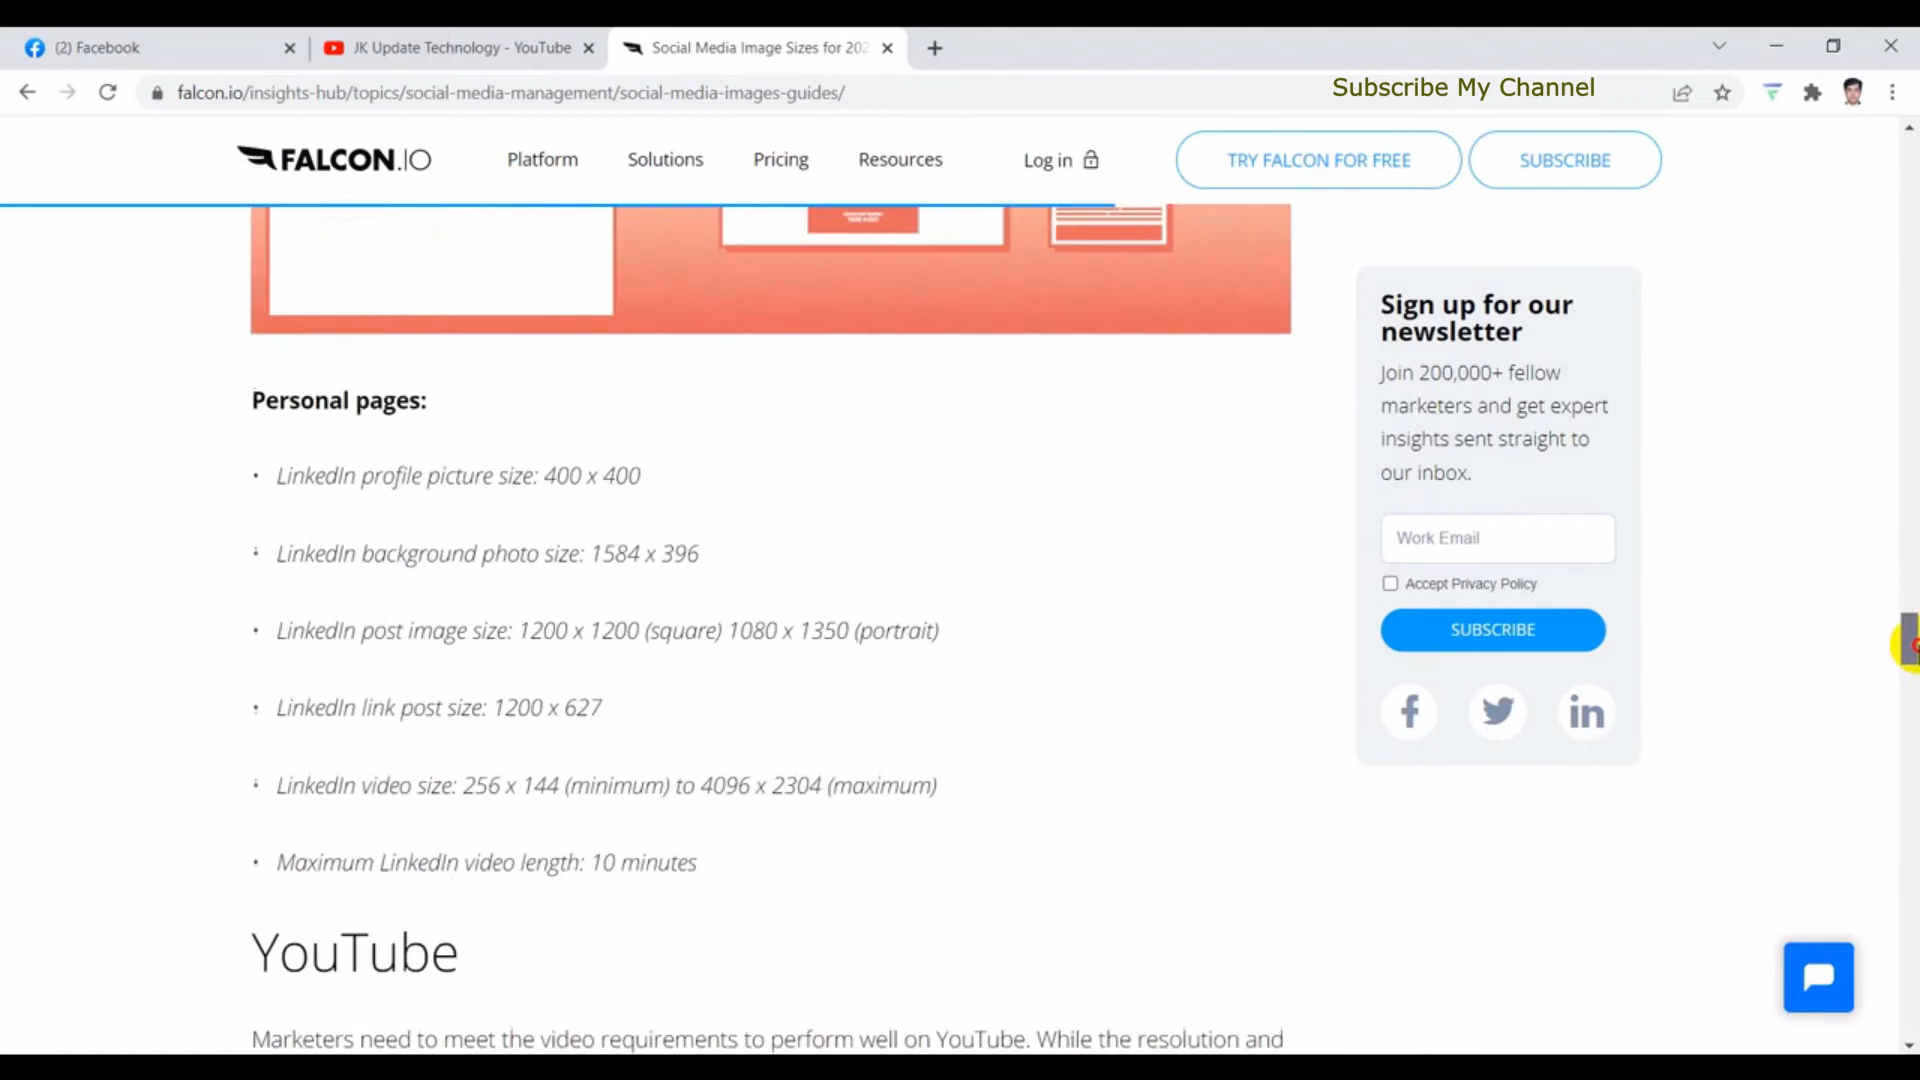 (2) Facebook
JK Update Technology - YouTube
Social Media Image Sizes for 202
falcon.io/insights-hub/topics/social-media-management/social-media-images-guides/
Subscribe My Channel
FALCON.IO
Platform
Solutions
Pricing
Resources
Log in
TRY FALCON FOR FREE
SUBSCRIBE
Personal pages:
• LinkedIn profile picture size: 400 x 400
• LinkedIn background photo size: 1584 x 396
• LinkedIn post image size: 1200 x 1200 (square) 1080 x 1350 (portrait)
• LinkedIn link post size: 1200 x 627
• LinkedIn video size: 256 x 144 (minimum) to 4096 x 2304 (maximum)
• Maximum LinkedIn video length: 10 minutes
YouTube
Marketers need to meet the video requirements to perform well on YouTube. While the resolution and
Sign up for our
newsletter
Join 200,000+ fellow
marketers and get expert
insights sent straight to
our inbox.
Work Email
Accept Privacy Policy
SUBSCRIBE